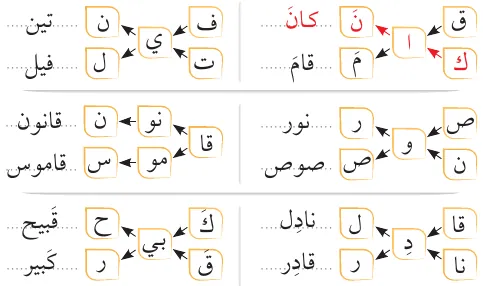 ق ا نَ كانَ
ك مَ قامَ
ف ي ن تين
ت ل فيل
ص و ر نور
ن ص صوص
قا نو ن قانون
مو س قاموس
قا دِ ل نادِل
نا ر قادِر
كَ بي ح قَبيح
قَ ر كَبير